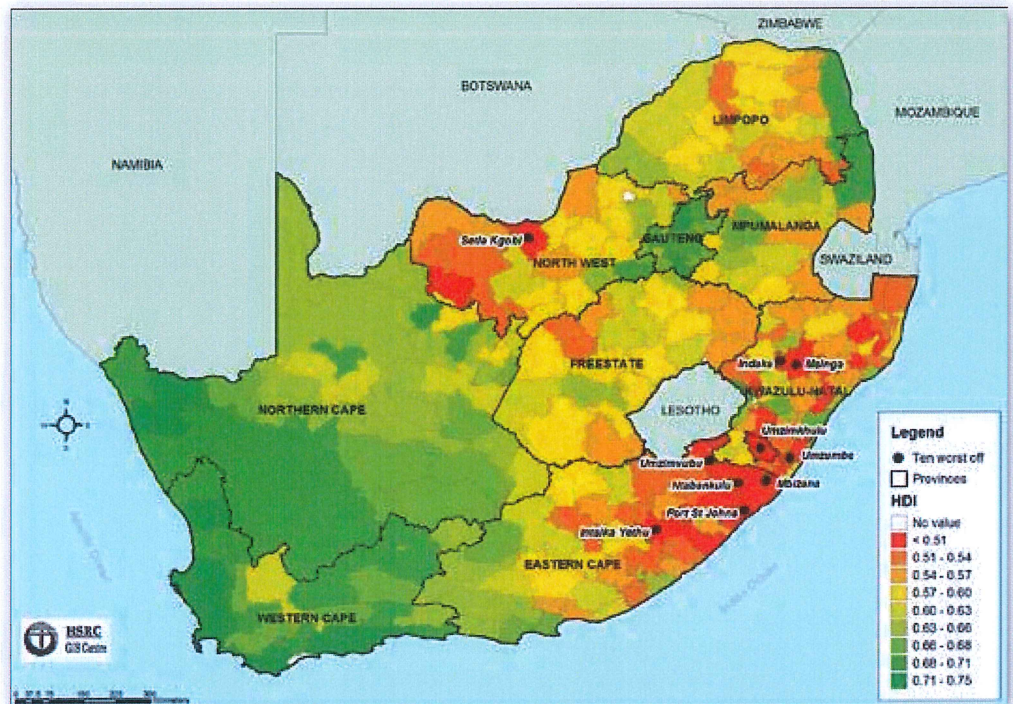 ZIMBABWE
BOTSWANA
MOZAMBIQUE
LIMPOPO
NAMIBIA
MPUMALANGA
GAUTENG
Setla Kgobi
NORTH WEST
SWAZILAND
FREESTATE
Indaka
Msinga
KWAZULU-NATAL
NORTHERN CAPE
LESOTHO
Umzimkhulu
Umzumbe
Umzimvubu
Ntabankulu
Mbizana
Port St Johns
Intsika Yethu
EASTERN CAPE
WESTERN CAPE
Indian Ocean
N
Legend
Ten worst off
Provinces
HDI
No value
< 0.51
0.51 - 0.54
0.54 - 0.57
0.57 - 0.60
0.60 - 0.63
0.63 - 0.66
0.66 - 0.68
0.68 - 0.71
0.71 - 0.75
HSRC
GIS Centre